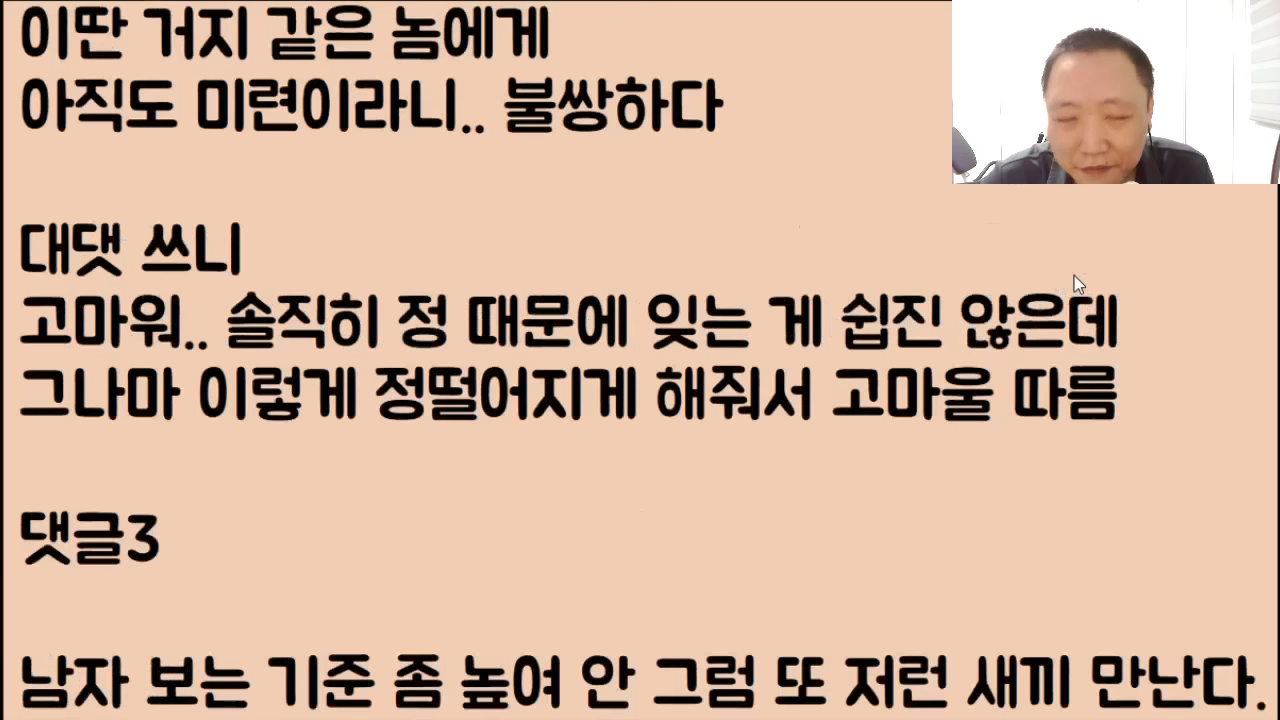 이딴 거지 같은 놈에게
아직도 미련이라니.. 불쌍하다
대댓 쓰니
고마워.. 솔직히 정 때문에 잊는 게 쉽진 않은데
그나마 이렇게 정떨어지게 해줘서 고마울 따름
댓글3
남자 보는 기준 좀 높여 안 그럼 또 저런 새끼 만난다.